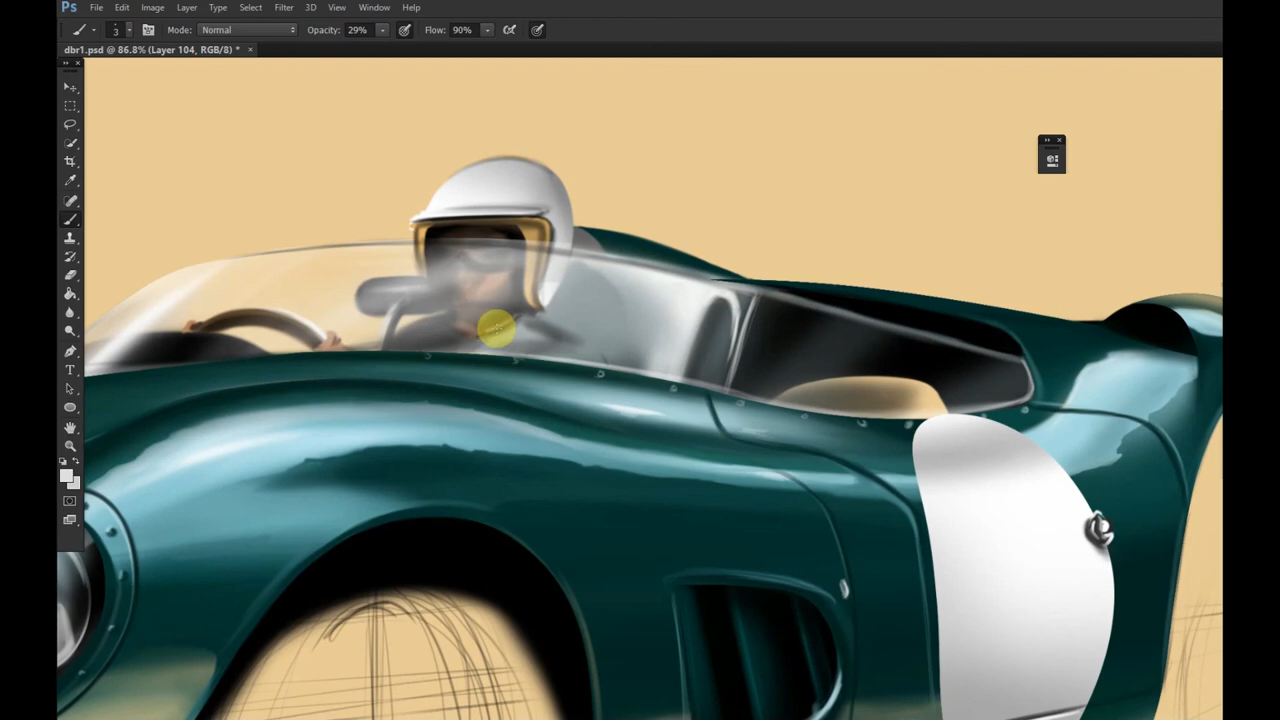 Ps File Edit Image Layer Type Select Filter 3D View Window Help
3 Mode: Normal Opacity: 29% Flow: 90%
dbr1.psd @ 86.8% (Layer 104, RGB/8) * ×